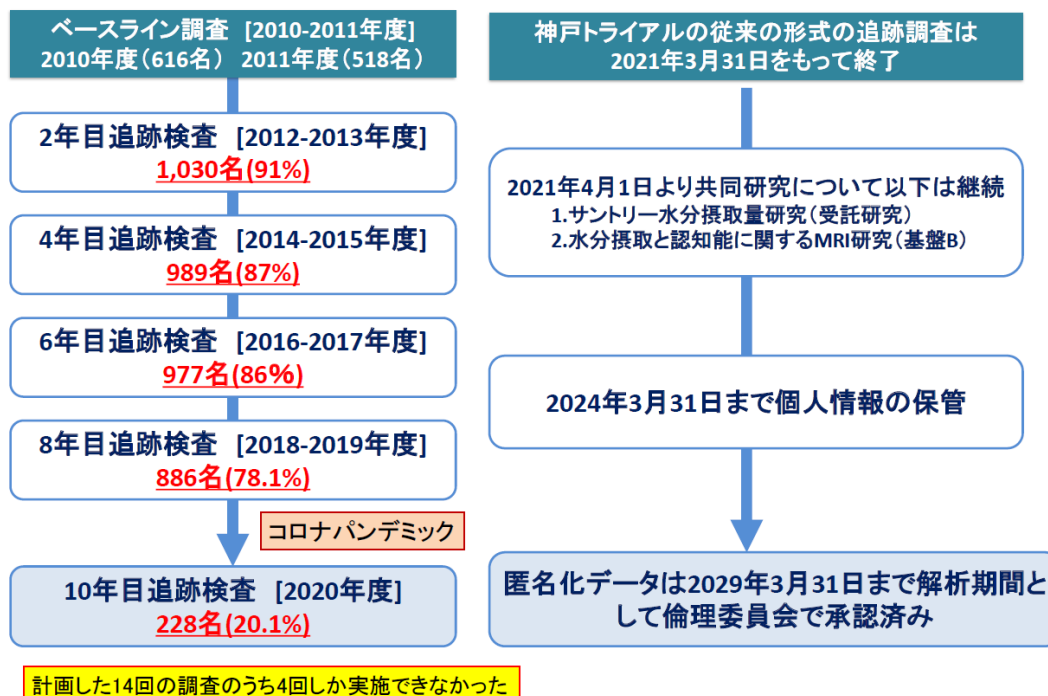 ベースライン調査 [2010-2011年度]
2010年度(616名) 2011年度(518名)
2年目追跡検査 [2012-2013年度]
1,030名(91%)
4年目追跡検査 [2014-2015年度]
989名(87%)
6年目追跡検査 [2016-2017年度]
977名(86%)
8年目追跡検査 [2018-2019年度]
886名(78.1%)
コロナパンデミック
10年目追跡検査 [2020年度]
228名(20.1%)
計画した14回の調査のうち4回しか実施できなかった
神戸トライアルの従来の形式の追跡調査は
2021年3月31日をもって終了
2021年4月1日より共同研究について以下は継続
1.サントリー水分摂取量研究(受託研究)
2.水分摂取と認知能に関するMRI研究(基盤B)
2024年3月31日まで個人情報の保管
匿名化データは2029年3月31日まで解析期間と
して倫理委員会で承認済み